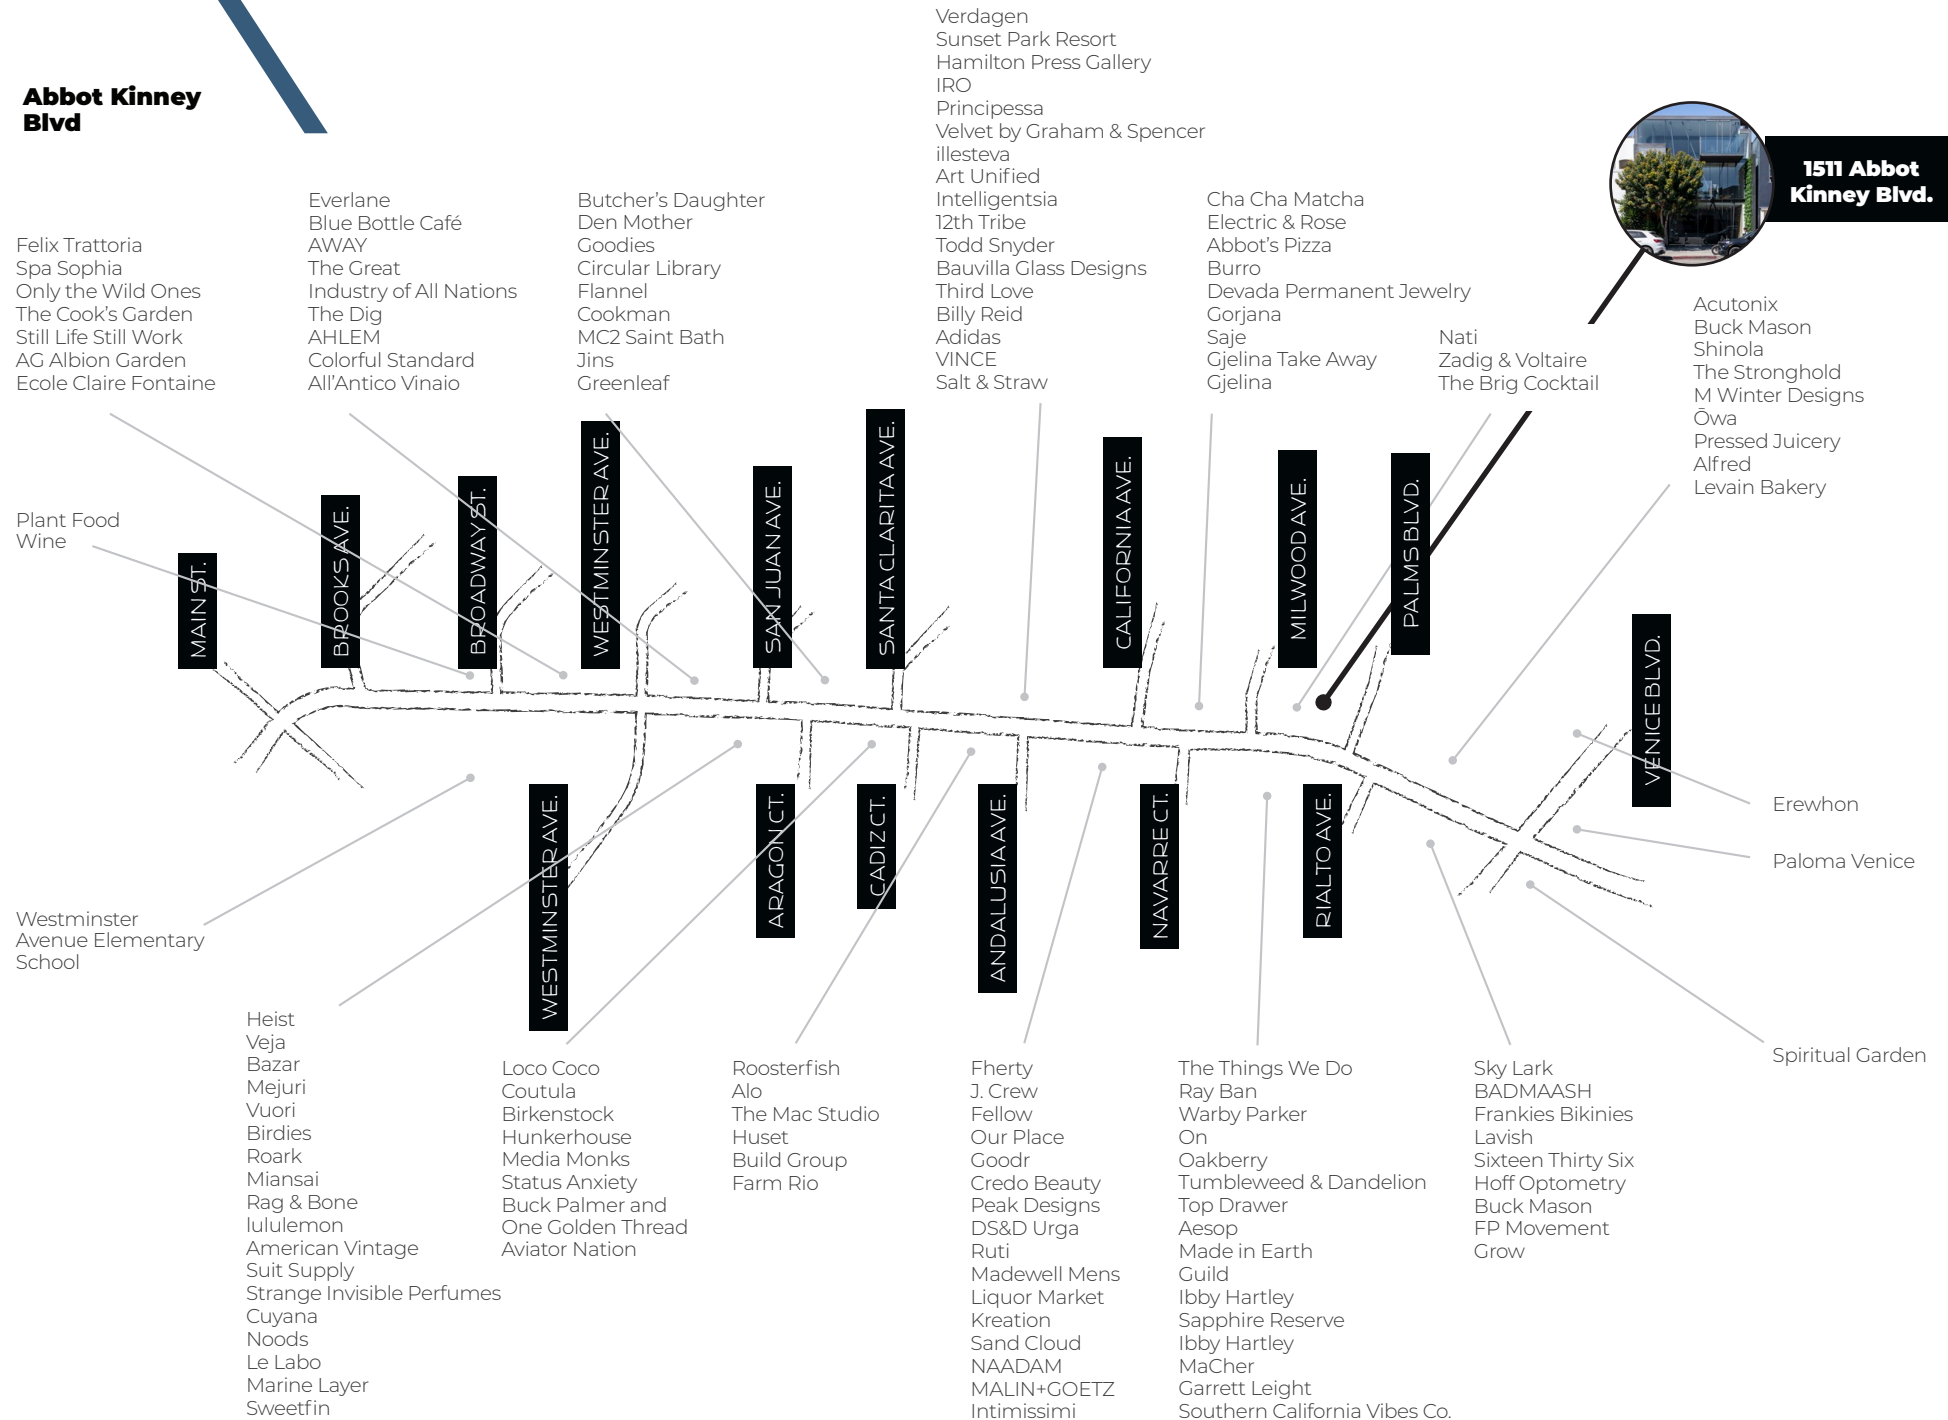 Abbot Kinney
Blvd
1511 Abbot
Kinney Blvd.
Felix Trattoria
Spa Sophia
Only the Wild Ones
The Cook's Garden
Still Life Still Work
AG Albion Garden
Ecole Claire Fontaine
Everlane
Blue Bottle Café
AWAY
The Great
Industry of All Nations
The Dig
AHLEM
Colorful Standard
All'Antico Vinaio
Butcher's Daughter
Den Mother
Goodies
Circular Library
Flannel
Cookman
MC2 Saint Bath
Jins
Greenleaf
Verdagen
Sunset Park Resort
Hamilton Press Gallery
IRO
Principessa
Velvet by Graham & Spencer
illesteva
Art Unified
Intelligentsia
12th Tribe
Todd Snyder
Bauvilla Glass Designs
Third Love
Billy Reid
Adidas
VINCE
Salt & Straw
Cha Cha Matcha
Electric & Rose
Abbot's Pizza
Burro
Devada Permanent Jewelry
Gorjana
Saje
Gjelina Take Away
Gjelina
Nati
Zadig & Voltaire
The Brig Cocktail
Acutonix
Buck Mason
Shinola
The Stronghold
M Winter Designs
Ōwa
Pressed Juicery
Alfred
Levain Bakery
Plant Food
Wine
MAIN ST.
BROOKS AVE.
BROADWAY ST.
WESTMINSTER AVE.
SAN JUAN AVE.
SANTA CLARITA AVE.
CALIFORNIA AVE.
MILWOOD AVE.
PALMS BLVD.
VENICE BLVD.
WESTMINSTER AVE.
ARAGON CT.
CADIZ CT.
ANDALUSIA AVE.
NAVARRE CT.
RIALTO AVE.
Erewhon
Paloma Venice
Spiritual Garden
Westminster
Avenue Elementary
School
Heist
Veja
Bazar
Mejuri
Vuori
Birdies
Roark
Miansai
Rag & Bone
lululemon
American Vintage
Suit Supply
Strange Invisible Perfumes
Cuyana
Noods
Le Labo
Marine Layer
Sweetfin
Loco Coco
Coutula
Birkenstock
Hunkerhouse
Media Monks
Status Anxiety
Buck Palmer and
One Golden Thread
Aviator Nation
Roosterfish
Alo
The Mac Studio
Huset
Build Group
Farm Rio
Fherty
J. Crew
Fellow
Our Place
Goodr
Credo Beauty
Peak Designs
DS&D Urga
Ruti
Madewell Mens
Liquor Market
Kreation
Sand Cloud
NAADAM
MALIN+GOETZ
Intimissimi
The Things We Do
Ray Ban
Warby Parker
On
Oakberry
Tumbleweed & Dandelion
Top Drawer
Aesop
Made in Earth
Guild
Ibby Hartley
Sapphire Reserve
Ibby Hartley
MaCher
Garrett Leight
Southern California Vibes Co.
Sky Lark
BADMAASH
Frankies Bikinies
Lavish
Sixteen Thirty Six
Hoff Optometry
Buck Mason
FP Movement
Grow